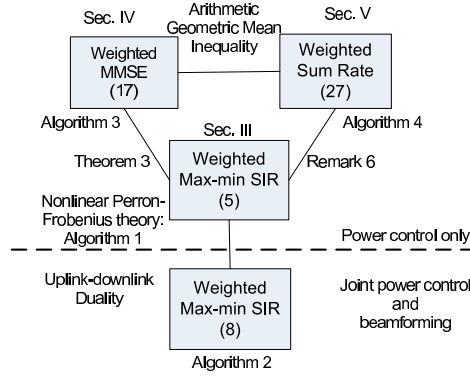 Sec. IV
Arithmetic
Geometric Mean
Inequality
Sec. V
Weighted
MMSE
(17)
Weighted
Sum Rate
(27)
Algorithm 3
Sec. III
Algorithm 4
Theorem 3
Weighted
Max-min SIR
(5)
Remark 6
Nonlinear Perron-
Frobenius theory:
Algorithm 1
Power control only
Uplink-downlink
Duality
Weighted
Max-min SIR
(8)
Joint power control
and
beamforming
Algorithm 2